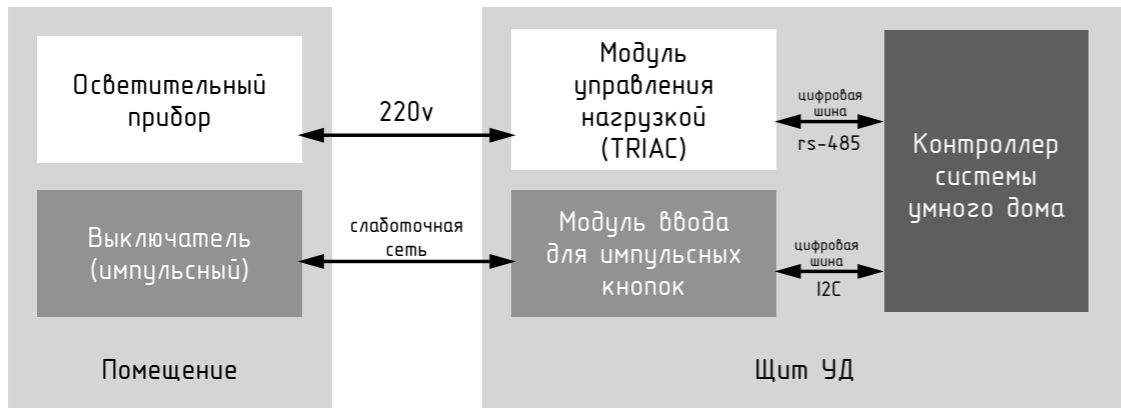 Осветительный
прибор
220v
Модуль
управления
нагрузкой
(TRIAC)
цифровая
шина
rs-485
Контроллер
системы
умного дома
Выключатель
(импульсный)
слаботочная
сеть
Модуль ввода
для импульсных
кнопок
цифровая
шина
I2C
Помещение
Щит УД